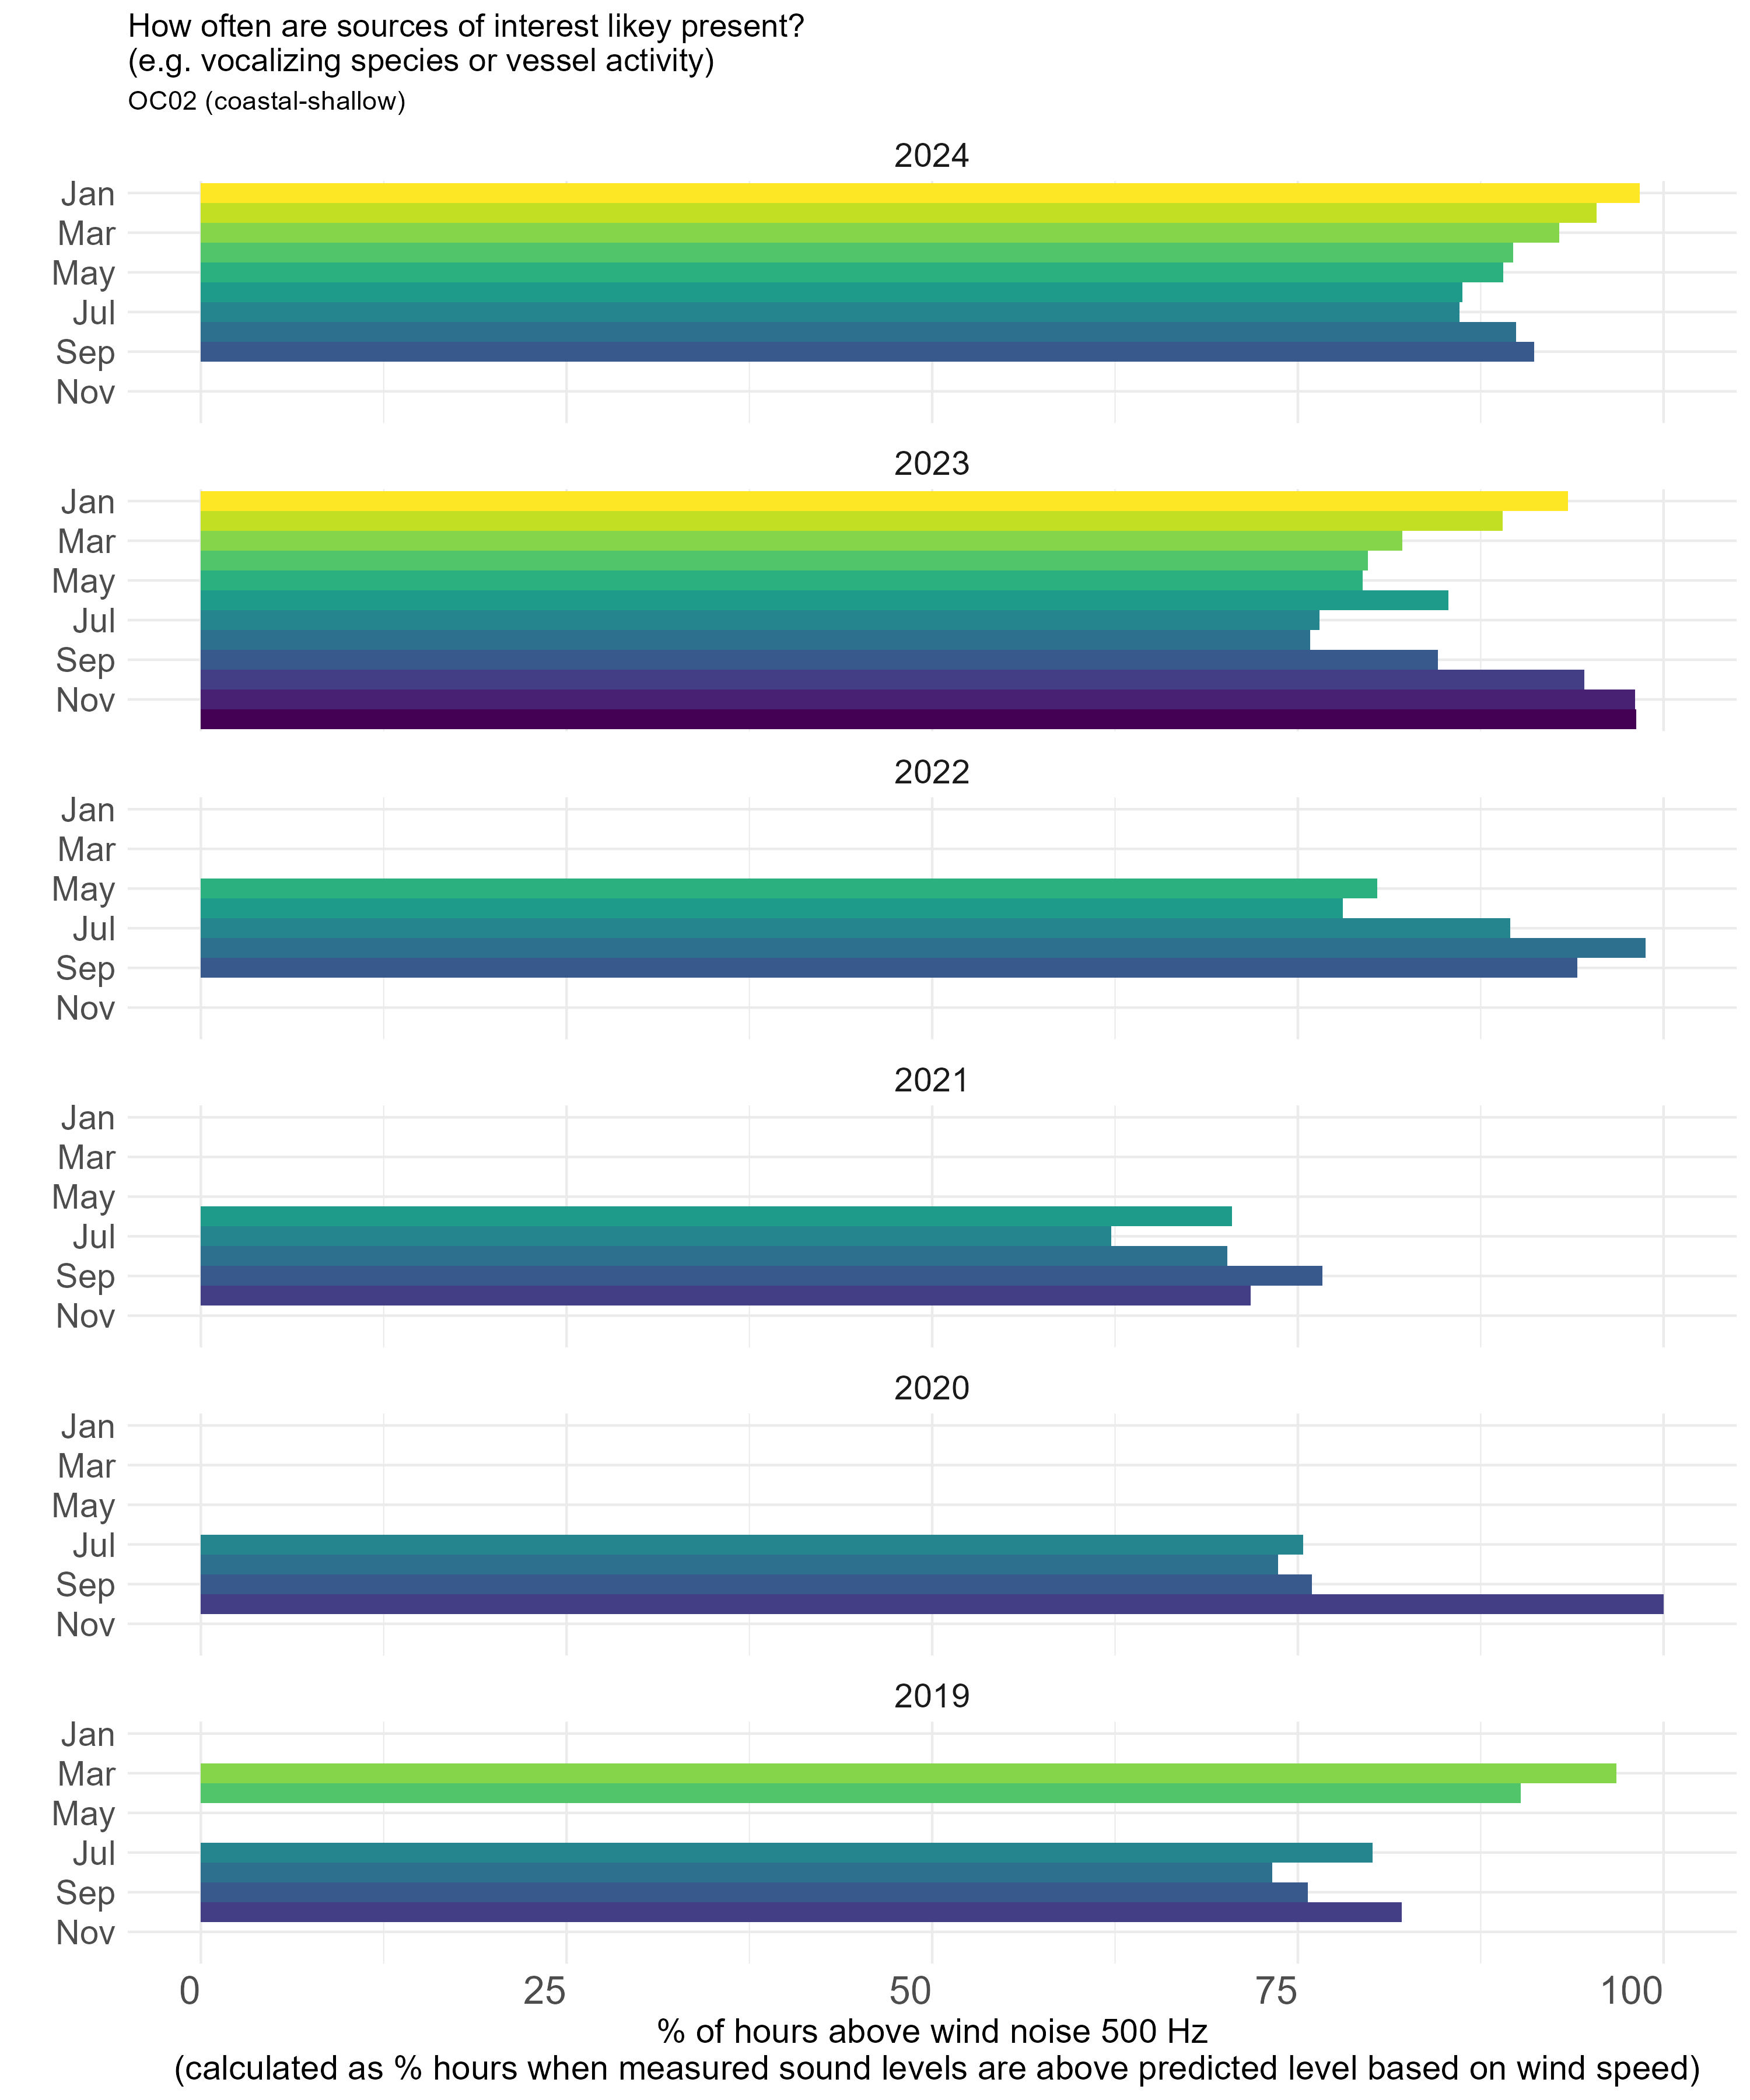 How often are sources of interest likey present?
(e.g. vocalizing species or vessel activity)
OC02 (coastal-shallow)
2024
Jan
Mar
May
Jul
Sep
Nov
2023
Jan
Mar
May
Jul
Sep
Nov
2022
Jan
Mar
May
Jul
Sep
Nov
2021
Jan
Mar
May
Jul
Sep
Nov
2020
Jan
Mar
May
Jul
Sep
Nov
2019
Jan
Mar
May
Jul
Sep
Nov
0 25 50 75 100
% of hours above wind noise 500 Hz
(calculated as % hours when measured sound levels are above predicted level based on wind speed)